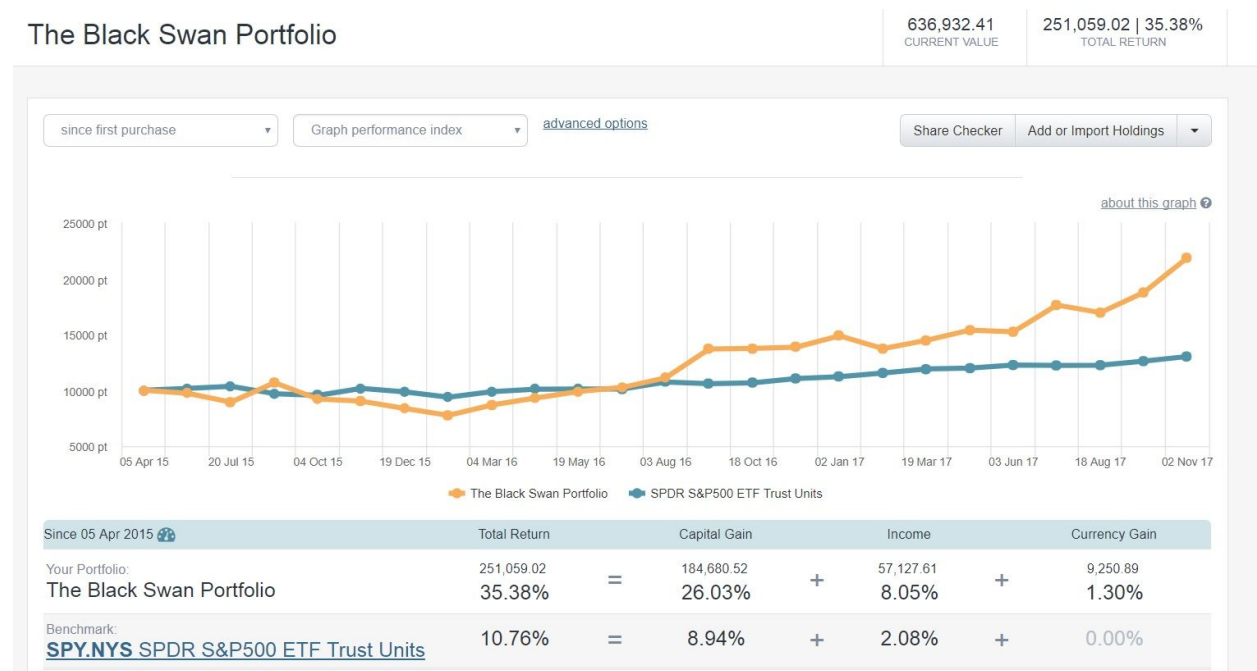 The Black Swan Portfolio
636,932.41
CURRENT VALUE
251,059.02 | 35.38%
TOTAL RETURN
since first purchase
Graph performance index
advanced options
Share Checker
Add or Import Holdings
about this graph
25000 pt
20000 pt
15000 pt
10000 pt
5000 pt
05 Apr 15 20 Jul 15 04 Oct 15 19 Dec 15 04 Mar 16 19 May 16 03 Aug 16 18 Oct 16 02 Jan 17 19 Mar 17 03 Jun 17 18 Aug 17 02 Nov 17
The Black Swan Portfolio SPDR S&P500 ETF Trust Units
Since 05 Apr 2015 Total Return Capital Gain Income Currency Gain
Your Portfolio:
The Black Swan Portfolio
251,059.02 184,680.52 57,127.61 9,250.89
35.38% = 26.03% + 8.05% + 1.30%
Benchmark:
SPY.NYS SPDR S&P500 ETF Trust Units
10.76% = 8.94% + 2.08% + 0.00%